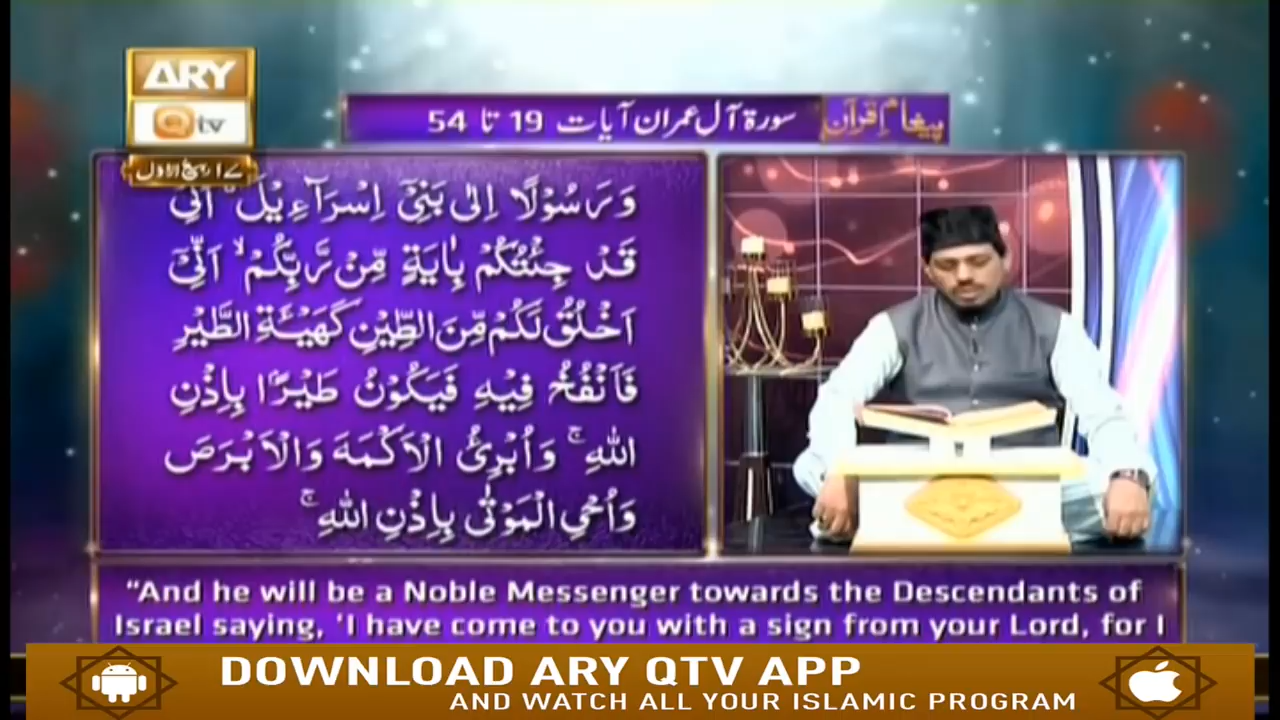 ARY
Qtv
١٧ ربیع الاول
پیغام قرآن
سورۃ آل عمران آیات 19 تا 54
وَ رَسُوْلًا اِلٰى بَنِیْۤ اِسْرَآءِیْلَ ۙ۬ اَنِّیْ
قَدْ جِئْتُكُمْ بِاٰیَةٍ مِّنْ رَّبِّكُمْ ۙ اَنِّیْۤ
اَخْلُقُ لَكُمْ مِّنَ الطِّیْنِ كَهَیْـَٔةِ الطَّیْرِ
فَاَنْفُخُ فِیْهِ فَیَكُوْنُ طَیْرًۢا بِاِذْنِ
اللّٰهِ ۚ وَ اُبْرِئُ الْاَكْمَهَ وَ الْاَبْرَصَ
وَ اُحْیِ الْمَوْتٰى بِاِذْنِ اللّٰهِ ۚ
“And he will be a Noble Messenger towards the Descendants of
Israel saying, ‘I have come to you with a sign from your Lord, for I
DOWNLOAD ARY QTV APP
AND WATCH ALL YOUR ISLAMIC PROGRAM